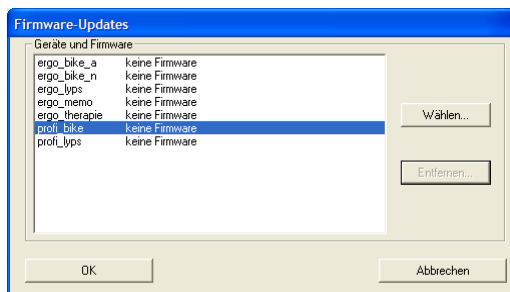 Firmware-Updates
Geräte und Firmware
ergo_bike_a keine Firmware
ergo_bike_n keine Firmware
ergo_lyps keine Firmware
ergo_memo keine Firmware
ergo_therapie keine Firmware
profi_bike keine Firmware
profi_lyps keine Firmware
Wählen...
Entfernen...
OK
Abbrechen